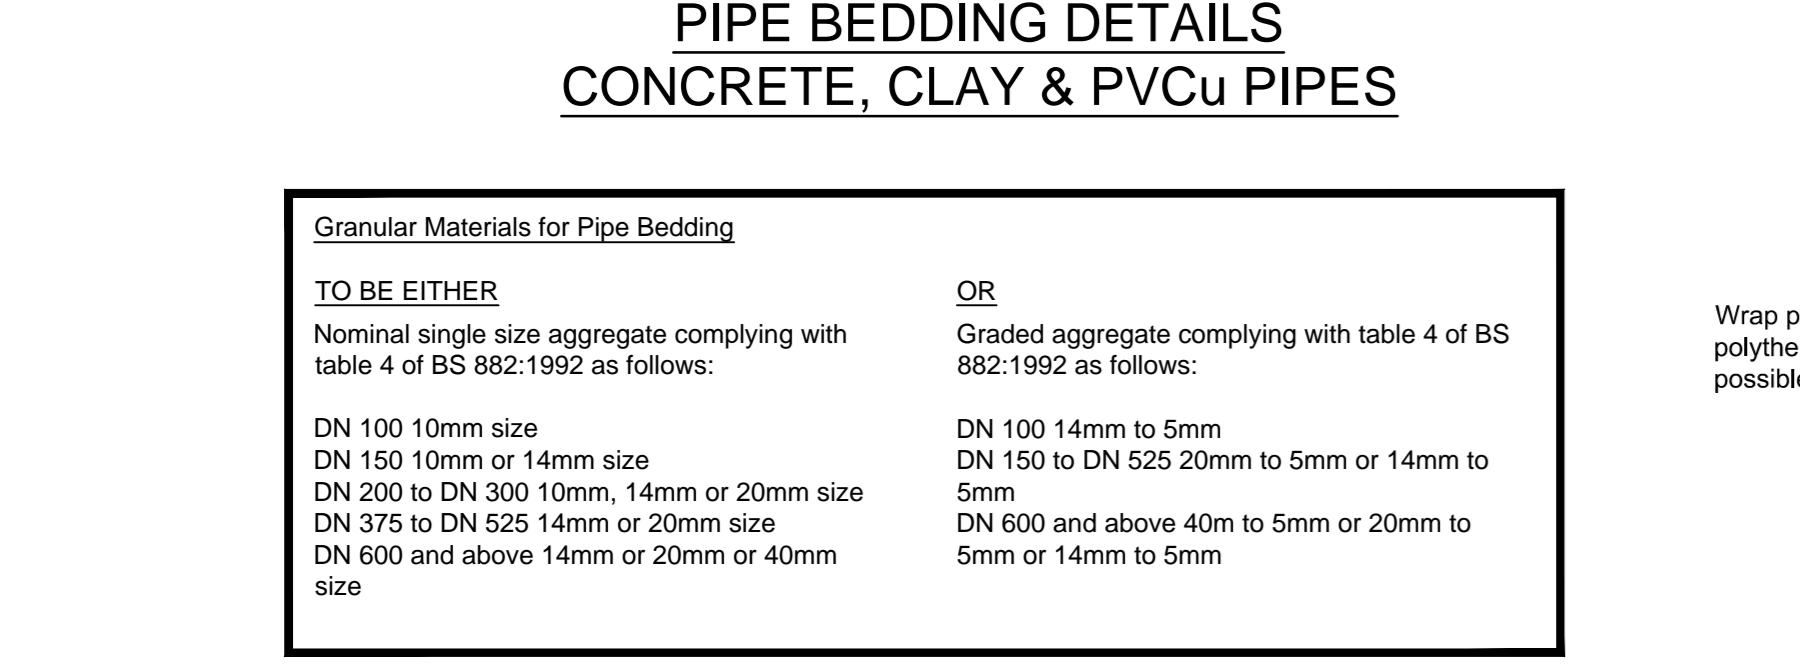 PIPE BEDDING DETAILS
CONCRETE, CLAY & PVCu PIPES
Granular Materials for Pipe Bedding
TO BE EITHER
Nominal single size aggregate complying with
table 4 of BS 882:1992 as follows:
DN 100 10mm size
DN 150 10mm or 14mm size
DN 200 to DN 300 10mm, 14mm or 20mm size
DN 375 to DN 525 14mm or 20mm size
DN 600 and above 14mm or 20mm or 40mm
size
OR
Graded aggregate complying with table 4 of BS
882:1992 as follows:
DN 100 14mm to 5mm
DN 150 to DN 525 20mm to 5mm or 14mm to
5mm
DN 600 and above 40m to 5mm or 20mm to
5mm or 14mm to 5mm
Wrap